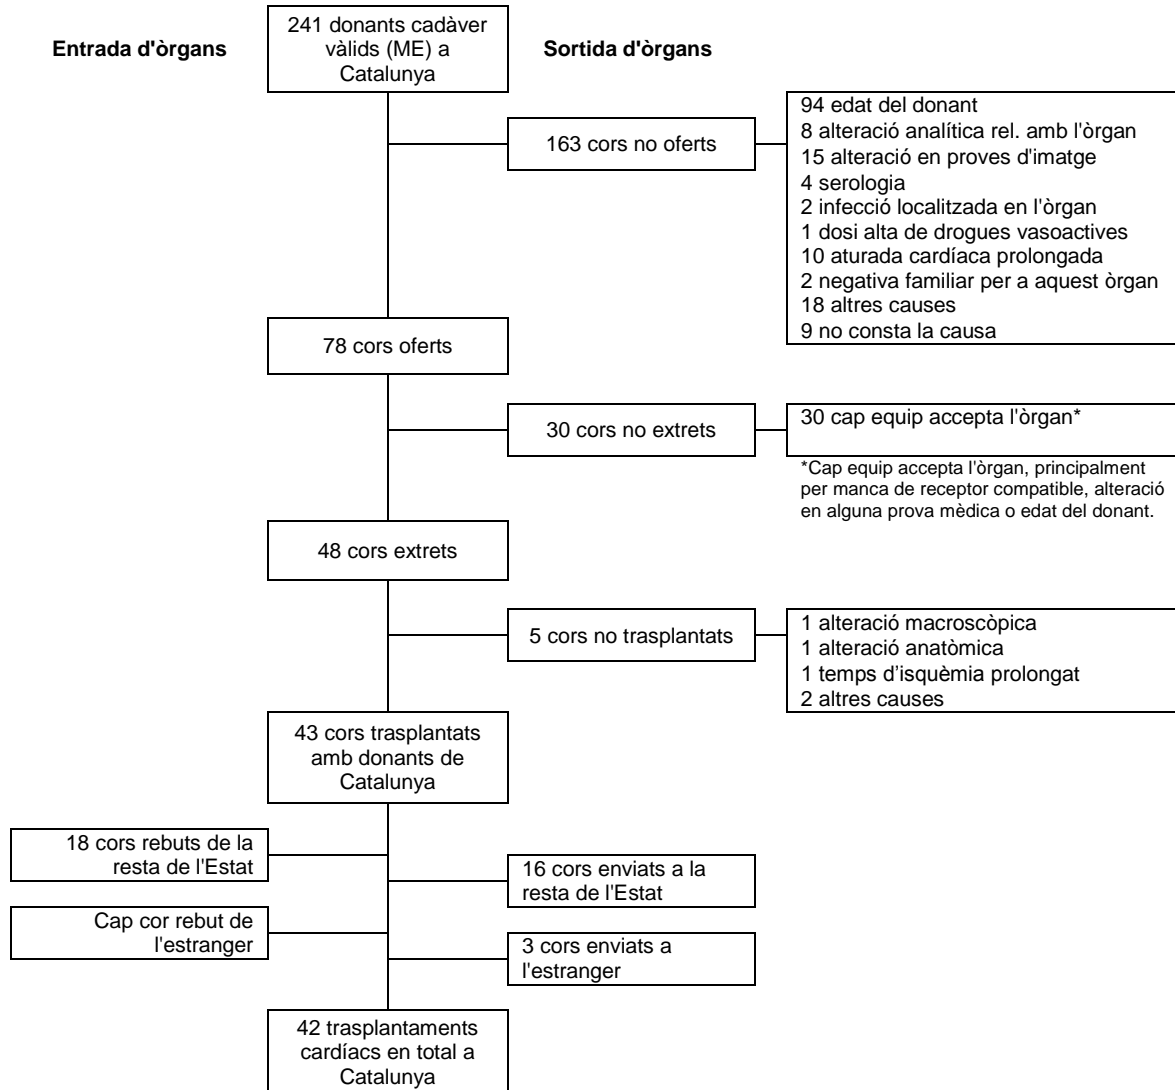 241 donants cadàver
vàlids (ME) a
Catalunya
Entrada d'òrgans
Sortida d'òrgans
163 cors no oferts
94 edat del donant
8 alteració analítica rel. amb l'òrgan
15 alteració en proves d'imatge
4 serologia
2 infecció localitzada en l'òrgan
1 dosi alta de drogues vasoactives
10 aturada cardíaca prolongada
2 negativa familiar per a aquest òrgan
18 altres causes
9 no consta la causa
78 cors oferts
30 cors no extrets
30 cap equip accepta l'òrgan*
*Cap equip accepta l'òrgan, principalment
per manca de receptor compatible, alteració
en alguna prova mèdica o edat del donant.
48 cors extrets
5 cors no trasplantats
1 alteració macroscòpica
1 alteració anatòmica
1 temps d’isquèmia prolongat
2 altres causes
43 cors trasplantats
amb donants de
Catalunya
18 cors rebuts de la
resta de l'Estat
16 cors enviats a la
resta de l'Estat
Cap cor rebut de
l'estranger
3 cors enviats a
l'estranger
42 trasplantaments
cardíacs en total a
Catalunya